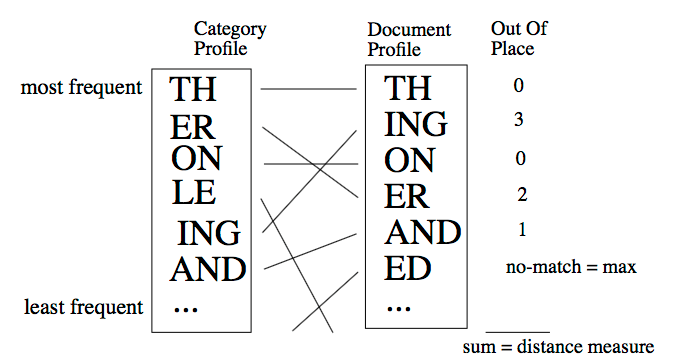 Category Profile
Document Profile
Out Of Place
most frequent
TH
ER
ON
LE
ING
AND
...
least frequent
TH
ING
ON
ER
AND
ED
...
0
3
0
2
1
no-match = max
sum = distance measure